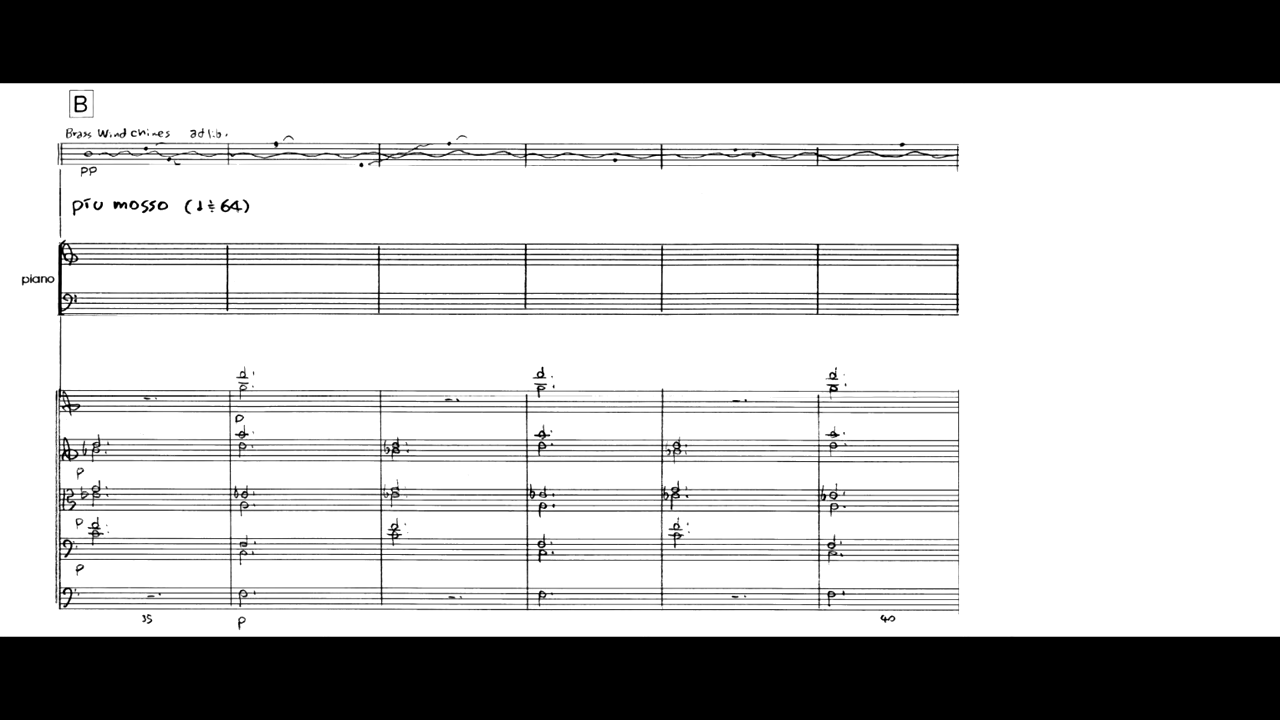 B
Brass Wind chimes ad lib.
PP
più mosso (♩≑64)
piano
P
P
P
P
35 40
P